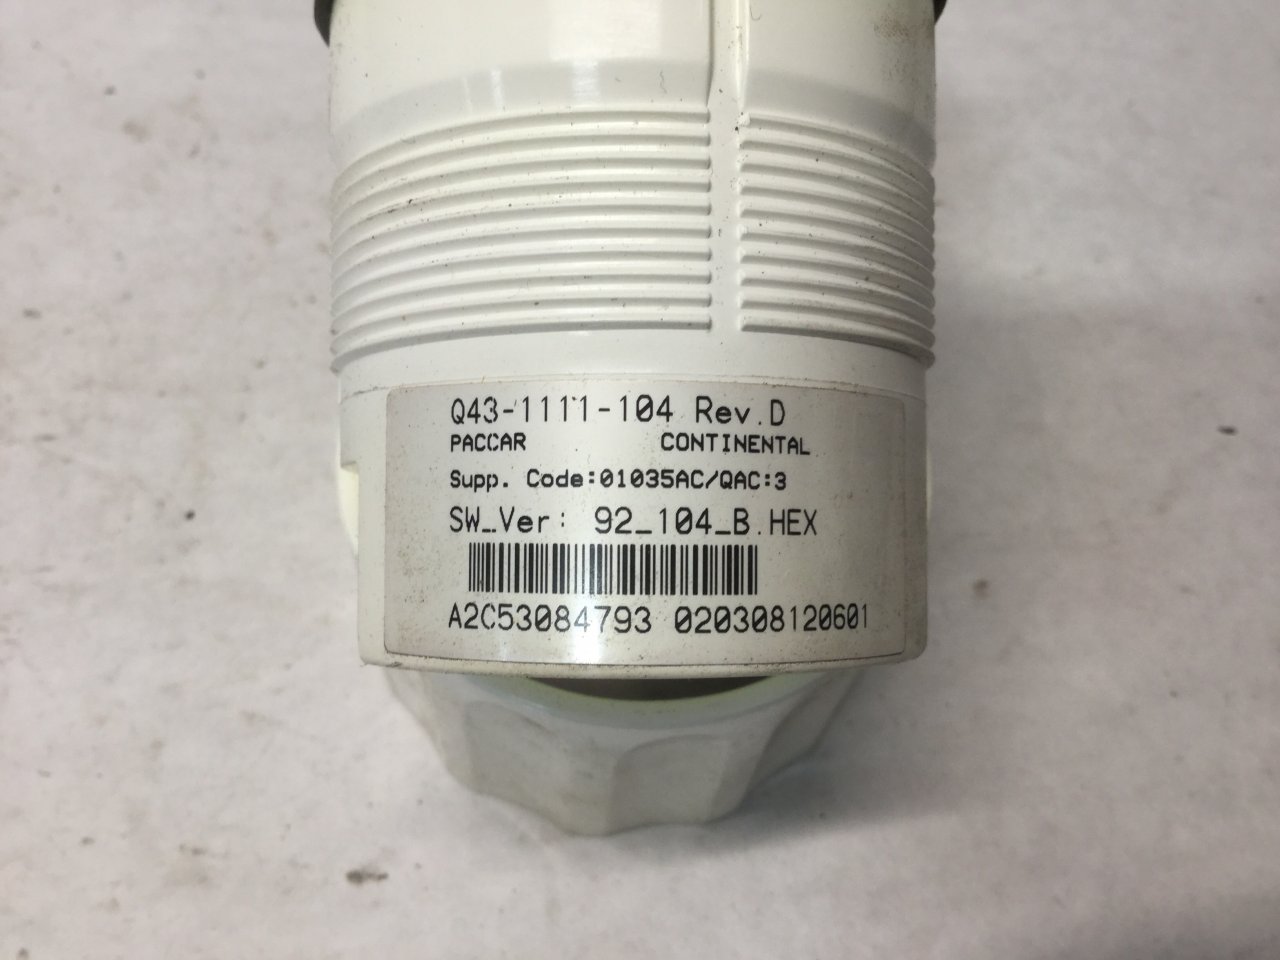 Q43-1111-104 Rev.D
PACCAR CONTINENTAL
Supp. Code:01035AC/QAC:3
SW_Ver: 92_104_B.HEX
A2C53084793 020308120601